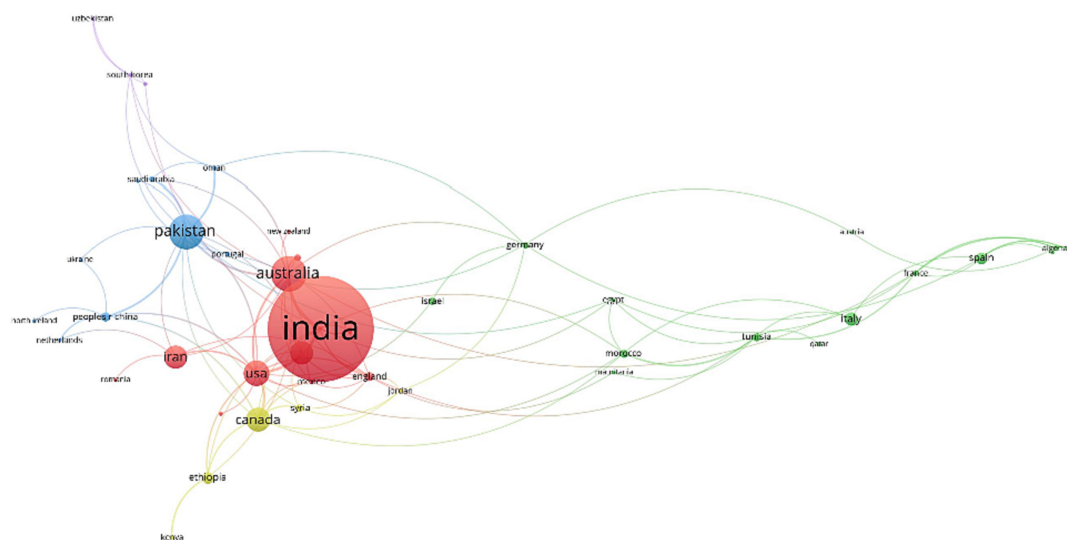 uzbekistan
south korea
oman
saudi arabia
pakistan
new zealand
germany
austria
portugal
algeria
ukraine
spain
australia
france
israel
egypt
north ireland
peoples r china
italy
india
netherlands
tunisia
qatar
iran
morocco
usa
mauritania
romania
england
jordan
syria
canada
ethiopia
kenya